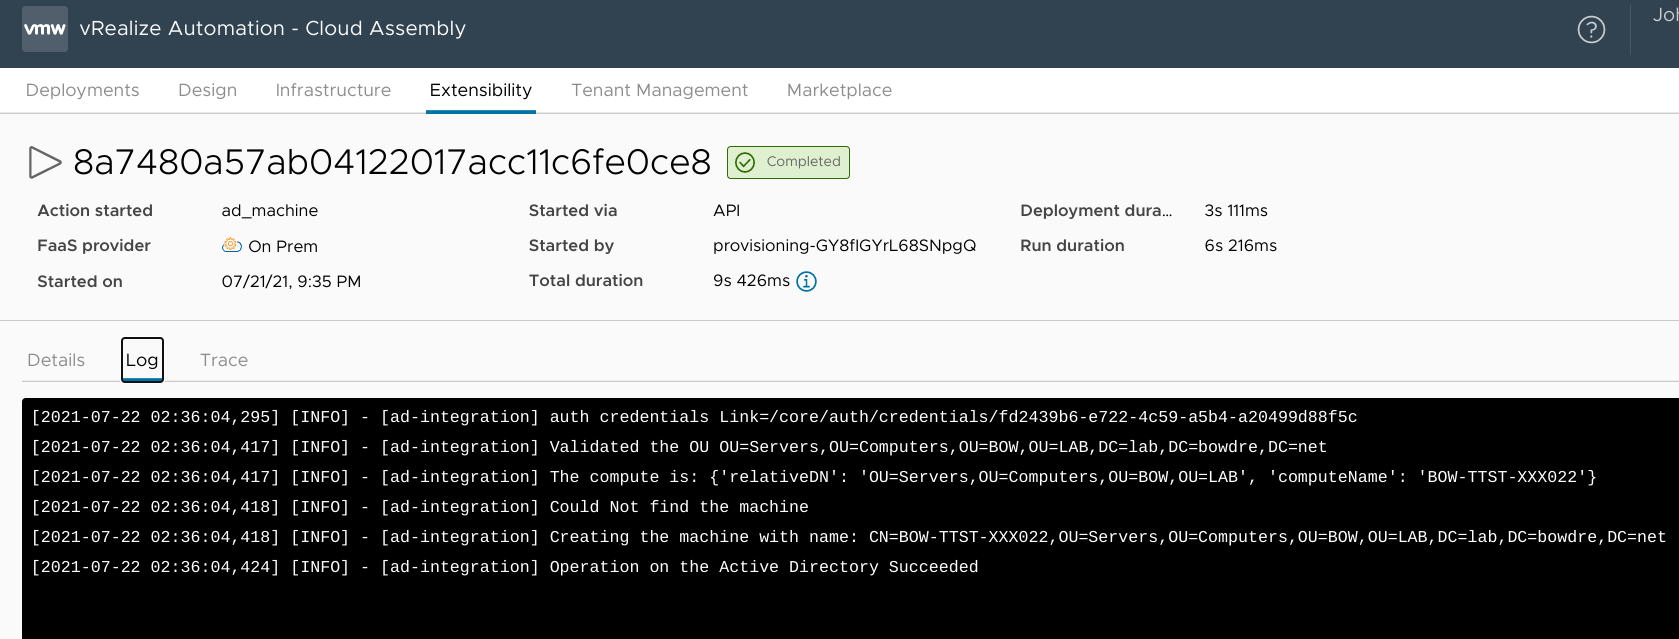 vmw vRealize Automation - Cloud Assembly
Deployments Design Infrastructure Extensibility Tenant Management Marketplace
8a7480a57ab04122017acc11c6fe0ce8 Completed
Action started ad_machine Started via API Deployment dura... 3s 111ms
FaaS provider On Prem Started by provisioning-GY8fIGYrL68SNpgQ Run duration 6s 216ms
Started on 07/21/21, 9:35 PM Total duration 9s 426ms
Details Log Trace
[2021-07-22 02:36:04,295] [INFO] - [ad-integration] auth credentials Link=/core/auth/credentials/fd2439b6-e722-4c59-a5b4-a20499d88f5c
[2021-07-22 02:36:04,417] [INFO] - [ad-integration] Validated the OU OU=Servers,OU=Computers,OU=BOW,OU=LAB,DC=lab,DC=bowdre,DC=net
[2021-07-22 02:36:04,417] [INFO] - [ad-integration] The compute is: {'relativeDN': 'OU=Servers,OU=Computers,OU=BOW,OU=LAB', 'computeName': 'BOW-TTST-XXX022'}
[2021-07-22 02:36:04,418] [INFO] - [ad-integration] Could Not find the machine
[2021-07-22 02:36:04,418] [INFO] - [ad-integration] Creating the machine with name: CN=BOW-TTST-XXX022,OU=Servers,OU=Computers,OU=BOW,OU=LAB,DC=lab,DC=bowdre,DC=net
[2021-07-22 02:36:04,424] [INFO] - [ad-integration] Operation on the Active Directory Succeeded